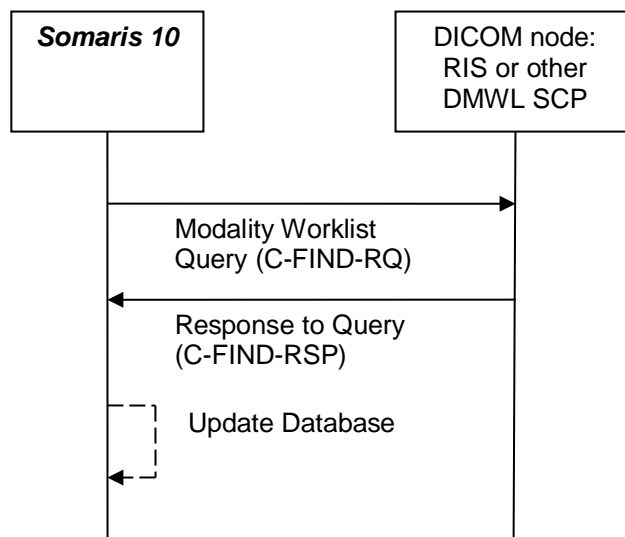 Somaris 10
DICOM node:
RIS or other
DMWL SCP
Modality Worklist
Query (C-FIND-RQ)
Response to Query
(C-FIND-RSP)
Update Database